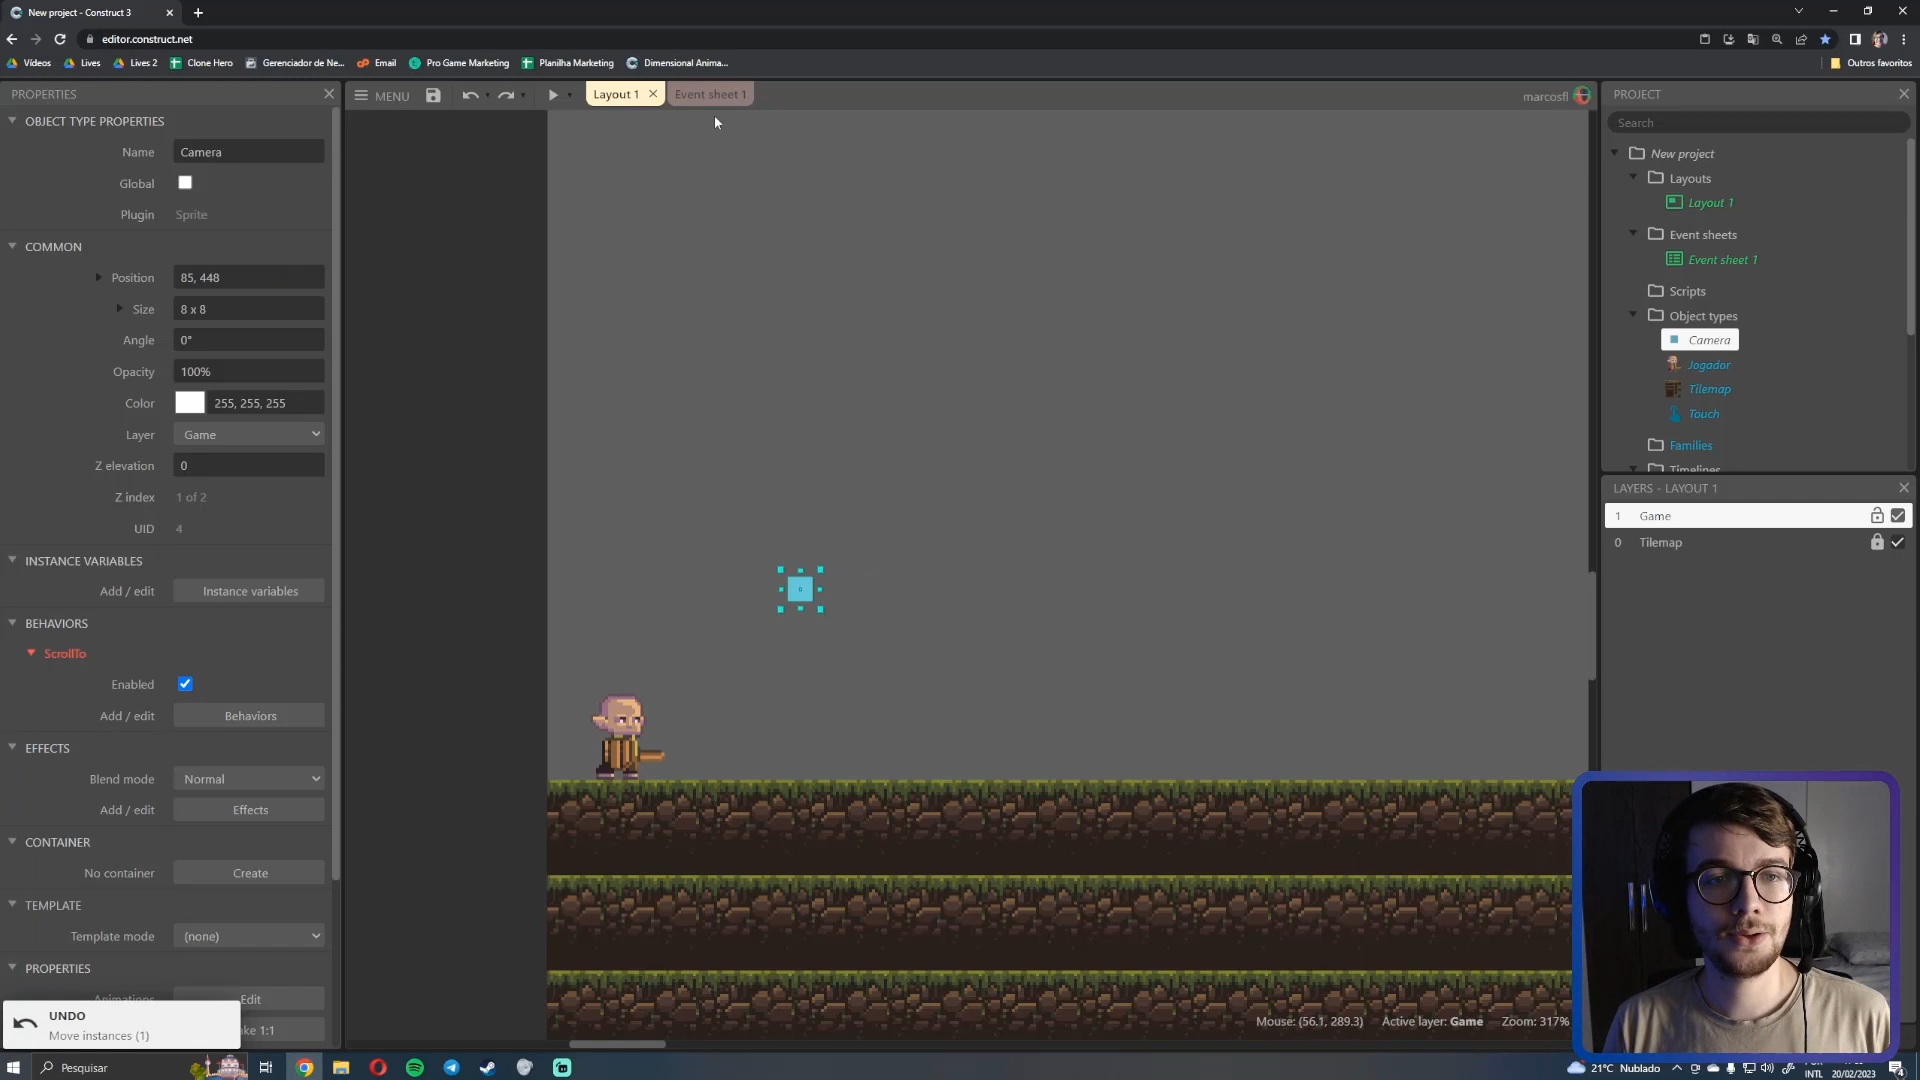 New project - Construct 3
editor.construct.net
Vídeos
Lives
Lives 2
Clone Hero
Gerenciador de Ne...
Email
Pro Game Marketing
Planilha Marketing
Dimensional Anima...
Outros favoritos
PROPERTIES
MENU
Layout 1
Event sheet 1
marcosfl
PROJECT
OBJECT TYPE PROPERTIES
Name Camera
Global
Plugin Sprite
COMMON
Position 85, 448
Size 8 x 8
Angle 0°
Opacity 100%
Color 255, 255, 255
Layer Game
Z elevation 0
Z index 1 of 2
UID 4
INSTANCE VARIABLES
Add / edit Instance variables
BEHAVIORS
ScrollTo
Enabled
Add / edit Behaviors
EFFECTS
Blend mode Normal
Add / edit Effects
CONTAINER
No container Create
TEMPLATE
Template mode (none)
PROPERTIES
Animations Edit
UNDO
Move instances (1)
Search
New project
Layouts
Layout 1
Event sheets
Event sheet 1
Scripts
Object types
Camera
Jogador
Tilemap
Touch
Families
Timelines
LAYERS - LAYOUT 1
1 Game
0 Tilemap
Mouse: (56.1, 289.3) Active layer: Game Zoom: 317%
Pesquisar
21°C Nublado
INTL
20/02/2023
4